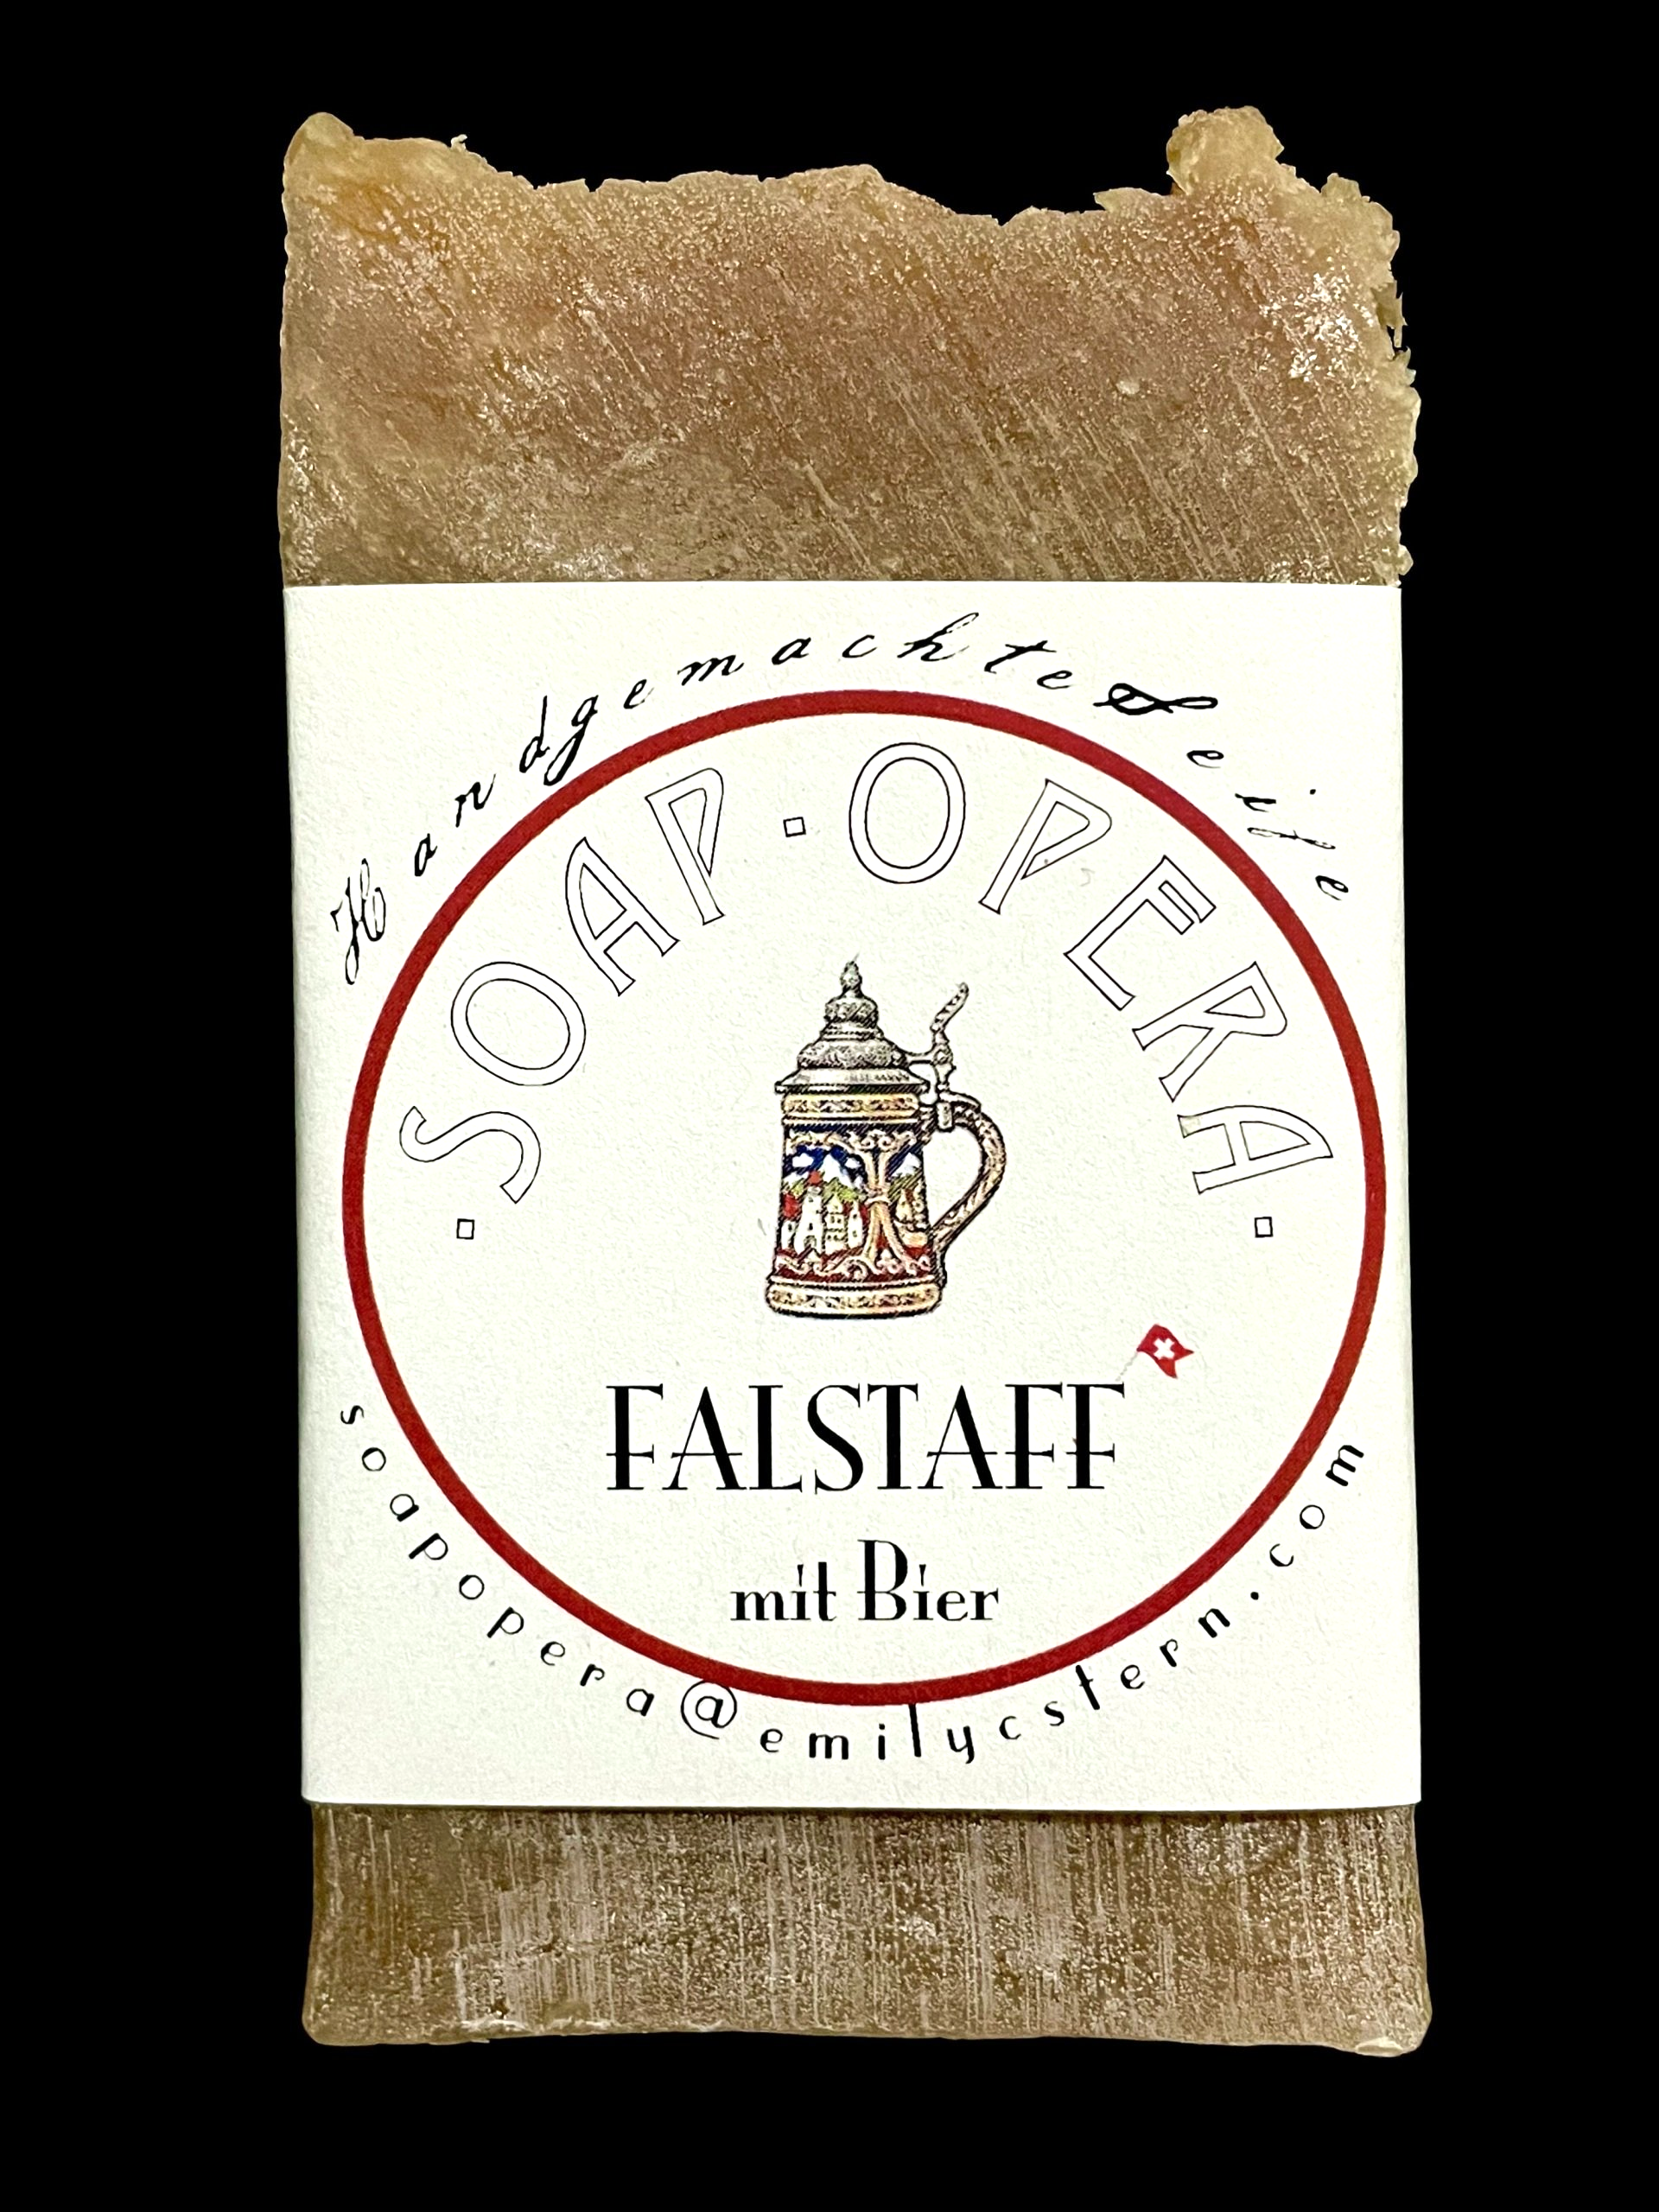 Handgemachte Seife
· SOAP · OPERA ·
FALSTAFF
mit Bier
soapopera@emilycstern.com